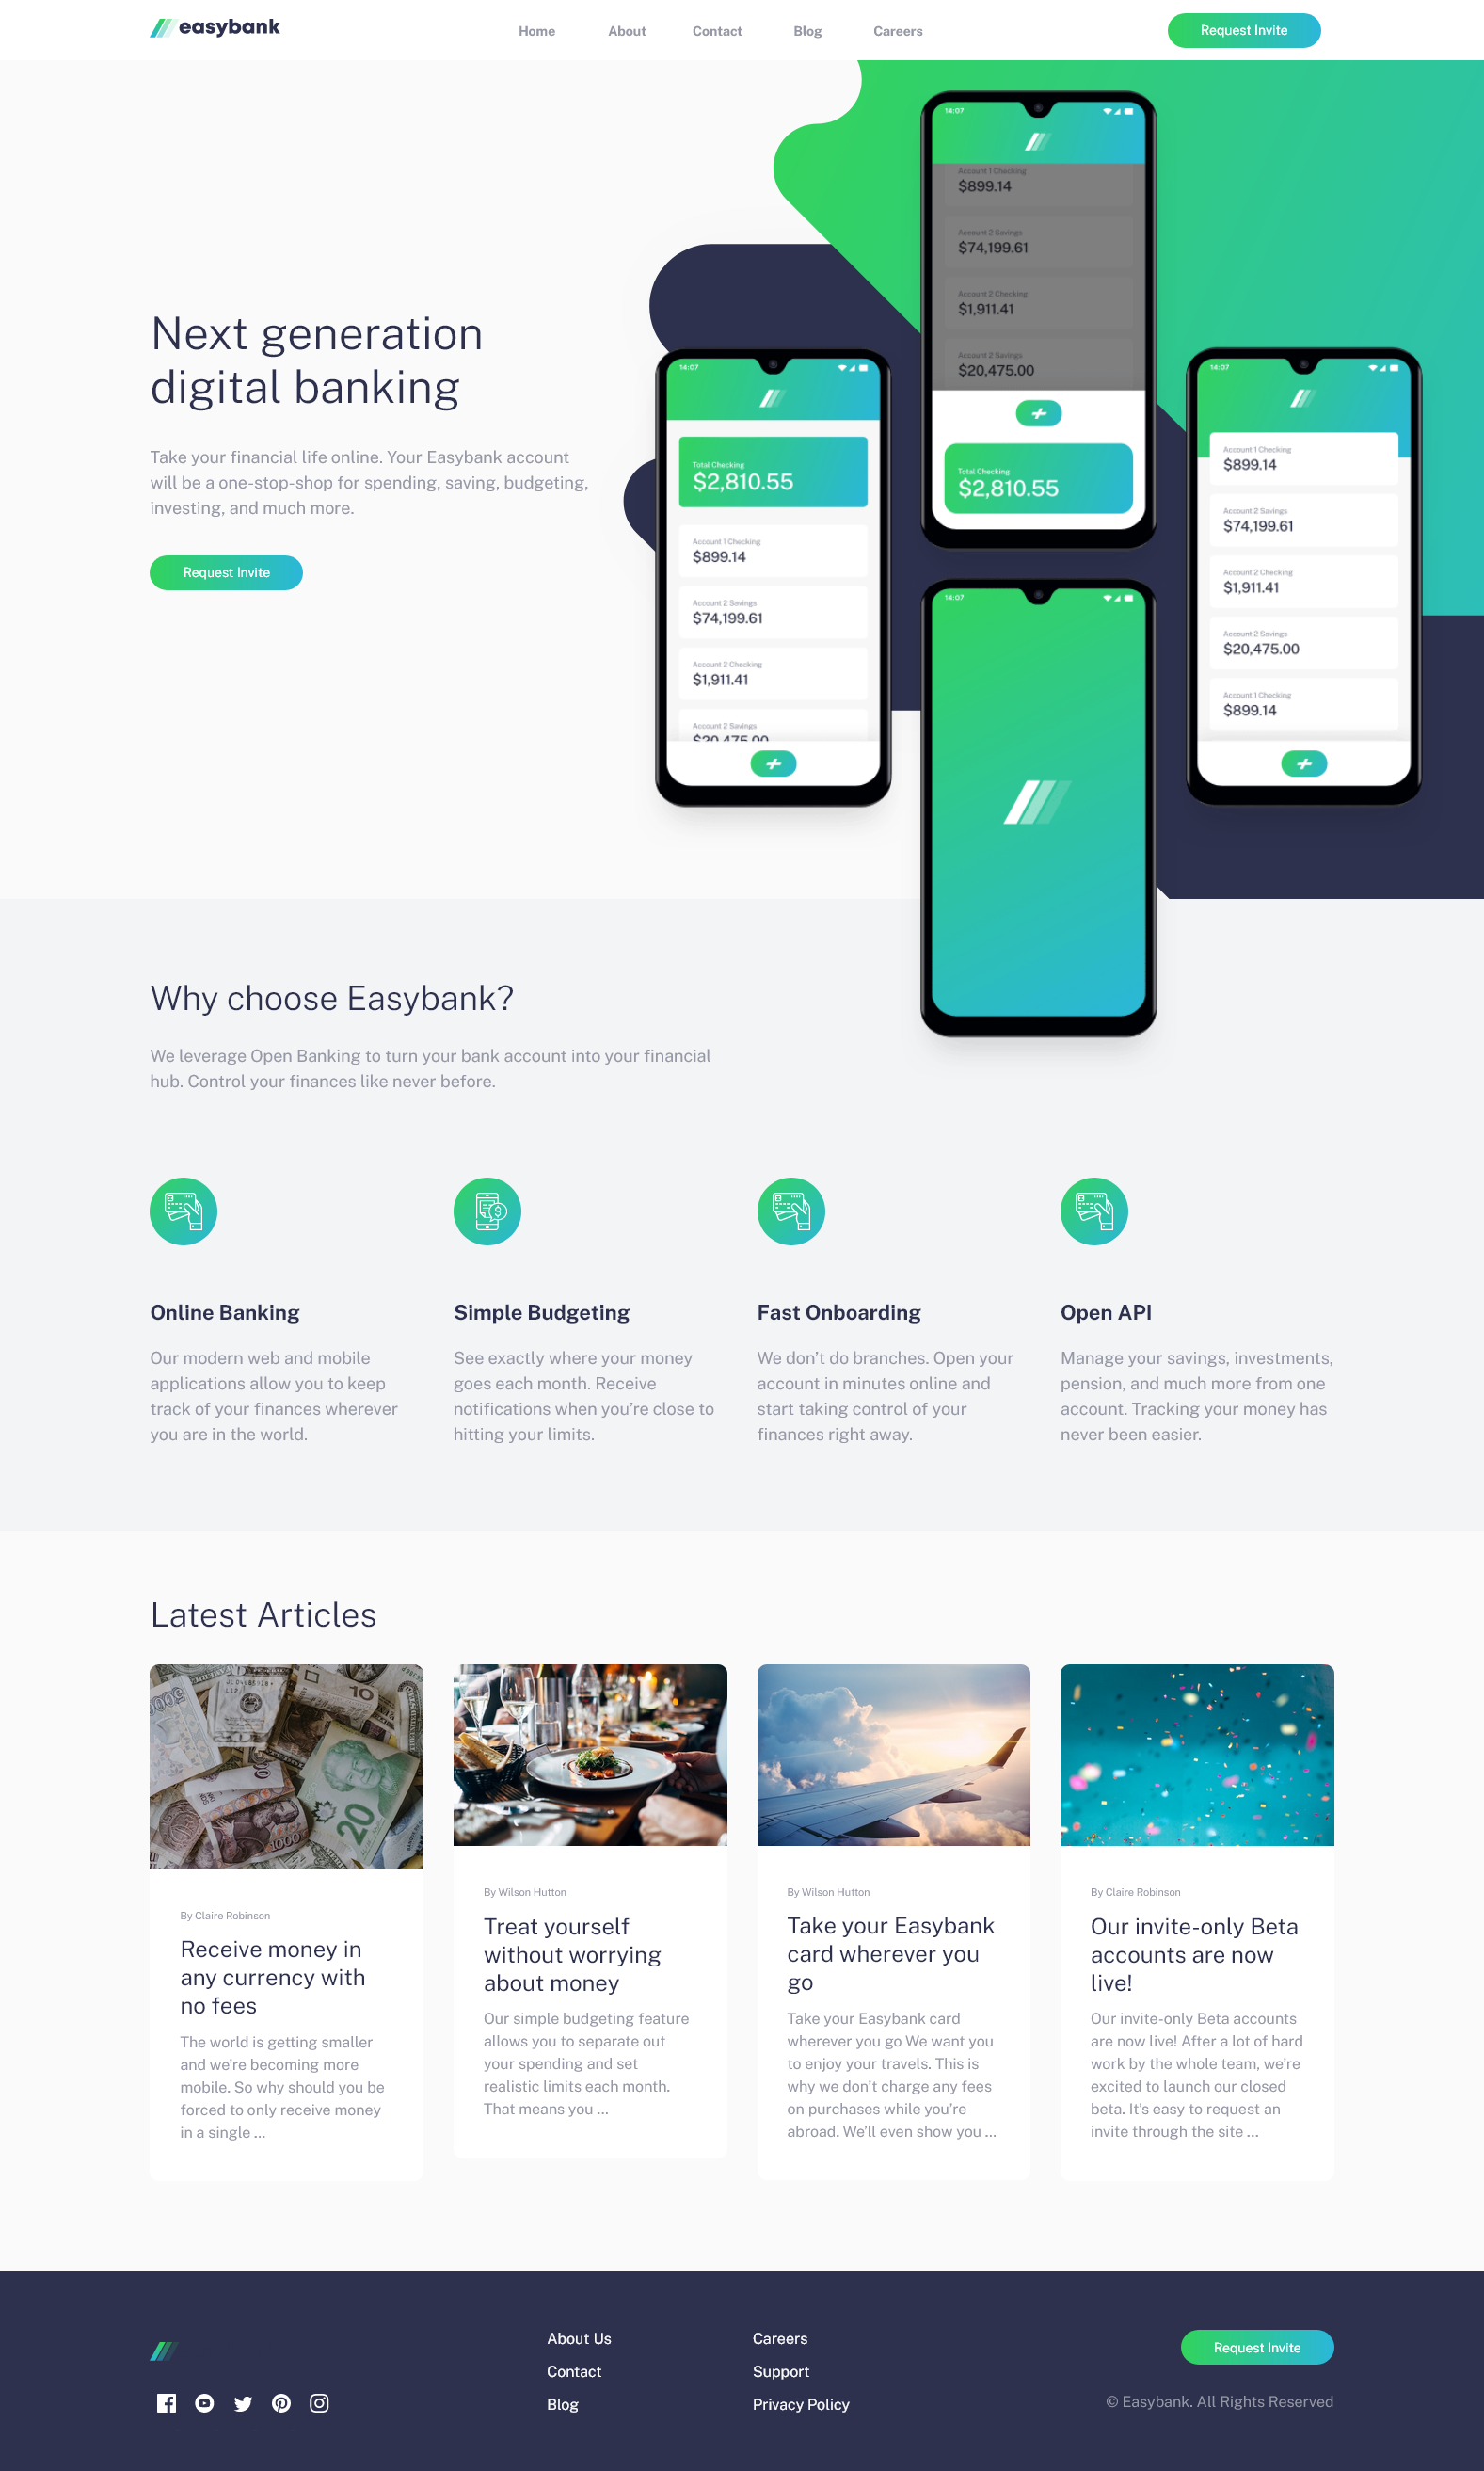 easybank
Home
About
Contact
Blog
Careers
Request Invite
Next generation
digital banking
Take your financial life online. Your Easybank account
will be a one-stop-shop for spending, saving, budgeting,
investing, and much more.
Request Invite
14:07
Account 1 Checking
$899.14
Account 2 Savings
$74,199.61
Account 2 Checking
$1,911.41
Account 2 Savings
$20,475.00
Total Checking
$2,810.55
14:07
Total Checking
$2,810.55
Account 1 Checking
$899.14
Account 2 Savings
$74,199.61
Account 2 Checking
$1,911.41
Account 2 Savings
$20,475.00
14:07
Account 1 Checking
$899.14
Account 2 Savings
$74,199.61
Account 2 Checking
$1,911.41
Account 2 Savings
$20,475.00
Account 1 Checking
$899.14
14:07
Why choose Easybank?
We leverage Open Banking to turn your bank account into your financial
hub. Control your finances like never before.
Online Banking
Our modern web and mobile
applications allow you to keep
track of your finances wherever
you are in the world.
Simple Budgeting
See exactly where your money
goes each month. Receive
notifications when you’re close to
hitting your limits.
Fast Onboarding
We don’t do branches. Open your
account in minutes online and
start taking control of your
finances right away.
Open API
Manage your savings, investments,
pension, and much more from one
account. Tracking your money has
never been easier.
Latest Articles
10
20
1000
By Claire Robinson
Receive money in
any currency with
no fees
The world is getting smaller
and we’re becoming more
mobile. So why should you be
forced to only receive money
in a single …
By Wilson Hutton
Treat yourself
without worrying
about money
Our simple budgeting feature
allows you to separate out
your spending and set
realistic limits each month.
That means you …
By Wilson Hutton
Take your Easybank
card wherever you
go
Take your Easybank card
wherever you go We want you
to enjoy your travels. This is
why we don’t charge any fees
on purchases while you’re
abroad. We’ll even show you …
By Claire Robinson
Our invite-only Beta
accounts are now
live!
Our invite-only Beta accounts
are now live! After a lot of hard
work by the whole team, we’re
excited to launch our closed
beta. It’s easy to request an
invite through the site …
About Us
Contact
Blog
Careers
Support
Privacy Policy
Request Invite
© Easybank. All Rights Reserved